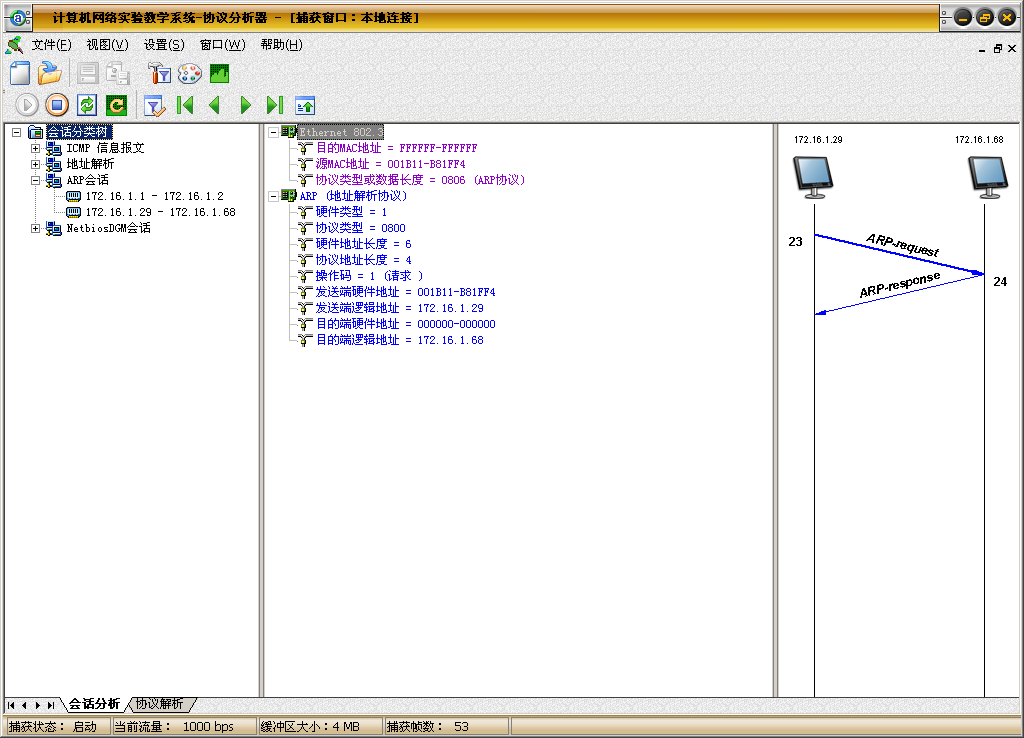 计算机网络实验教学系统-协议分析器 - [捕获窗口:本地连接]
文件(F) 视图(V) 设置(S) 窗口(W) 帮助(H)
会话分类树
ICMP 信息报文
地址解析
ARP会话
172.16.1.1 - 172.16.1.2
172.16.1.29 - 172.16.1.68
NetbiosDGM会话
Ethernet 802.3
目的MAC地址 = FFFFFF-FFFFFF
源MAC地址 = 001B11-B81FF4
协议类型或数据长度 = 0806 (ARP协议)
ARP (地址解析协议)
硬件类型 = 1
协议类型 = 0800
硬件地址长度 = 6
协议地址长度 = 4
操作码 = 1 (请求 )
发送端硬件地址 = 001B11-B81FF4
发送端逻辑地址 = 172.16.1.29
目的端硬件地址 = 000000-000000
目的端逻辑地址 = 172.16.1.68
172.16.1.29 172.16.1.68
23 ARP-request
ARP-response 24
会话分析 协议解析
捕获状态: 启动 当前流量: 1000 bps 缓冲区大小:4 MB 捕获帧数: 53